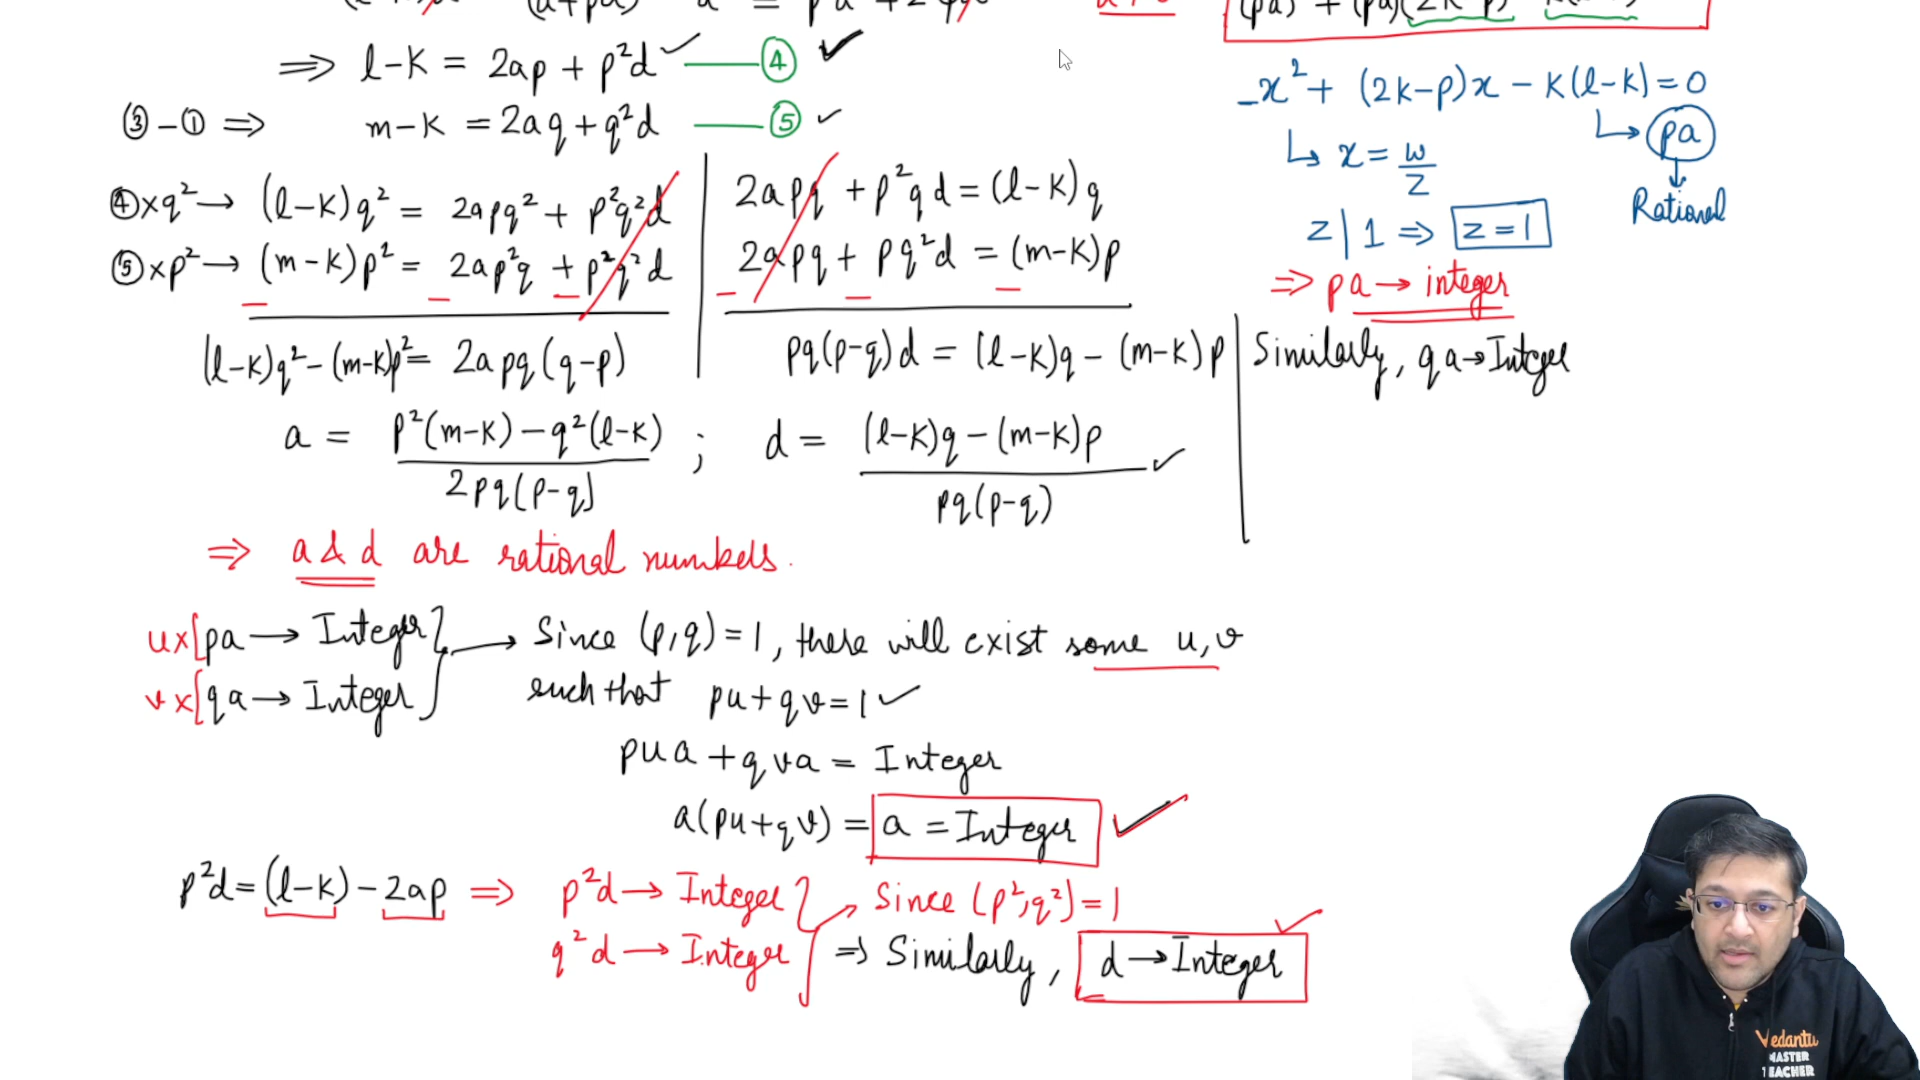 ⇒ l-k = 2ap + p²d ✓ —— ④ ✓
③-① ⇒ m-k = 2aq + q²d —— ⑤ ✓
④×q² → (l-k)q² = 2apq² + p²q²d
⑤×p² → (m-k)p² = 2ap²q + p²q²d
(l-k)q² - (m-k)p² = 2apq(q-p)
2apq + p²qd = (l-k)q
2apq + pq²d = (m-k)p
pq(p-q)d = (l-k)q - (m-k)p
a = p²(m-k) - q²(l-k) / 2pq(p-q) ; d = (l-k)q - (m-k)p / pq(p-q) ✓
⇒ a & d are rational numbers.
x² + (2k-p)x - k(l-k) = 0
↳ pa
↓
Rational
↳ x = w/z
z | 1 ⇒ z = 1
⇒ pa → integer
Similarly, qa → Integer
u×[pa → Integer
v×[qa → Integer
→ Since (p,q)=1, there will exist some u, v
such that pu + qv = 1 ✓
pua + qva = Integer
a(pu+qv) = a = Integer ✓
p²d = (l-k) - 2ap ⇒ p²d → Integer
q²d → Integer
→ Since (p²,q²)=1
⇒ Similarly, d → Integer ✓
Vedantu
MASTER
TEACHER